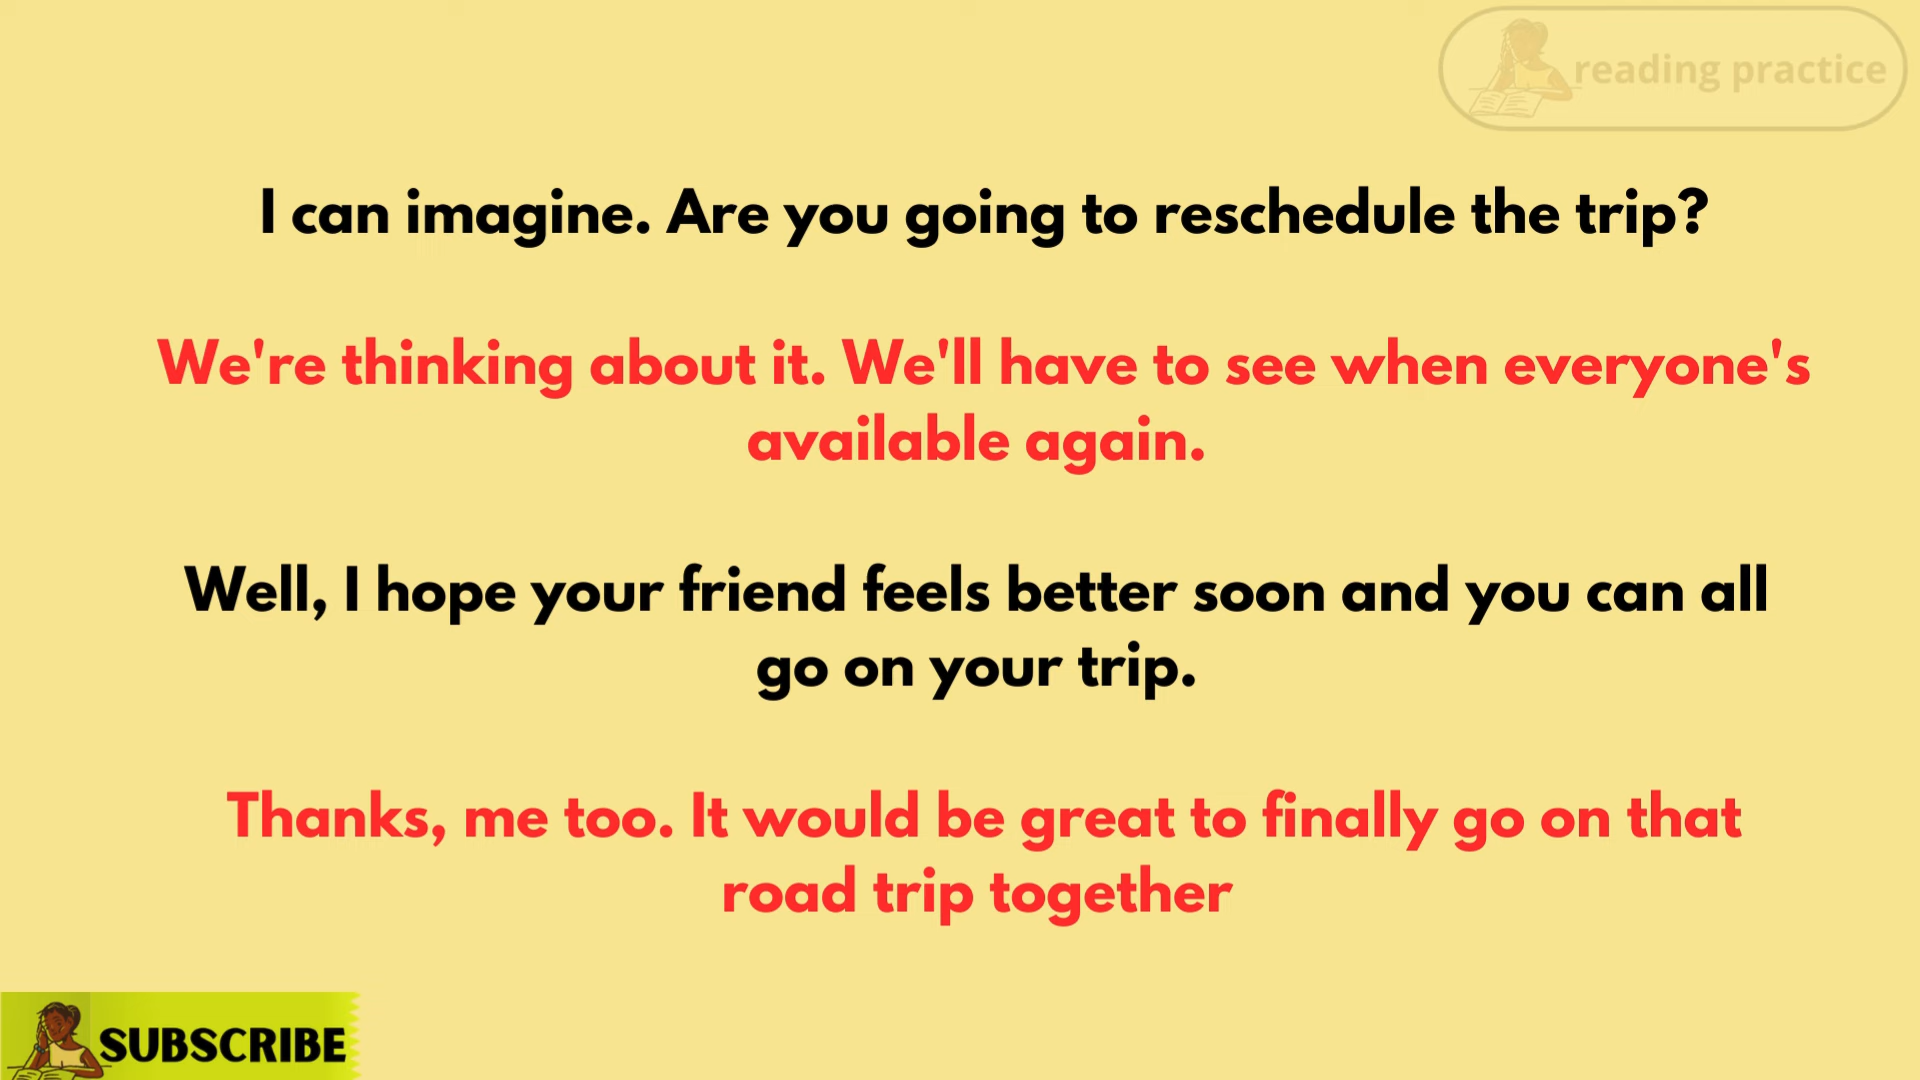 reading practice
I can imagine. Are you going to reschedule the trip?
We're thinking about it. We'll have to see when everyone's
available again.
Well, I hope your friend feels better soon and you can all
go on your trip.
Thanks, me too. It would be great to finally go on that
road trip together
SUBSCRIBE